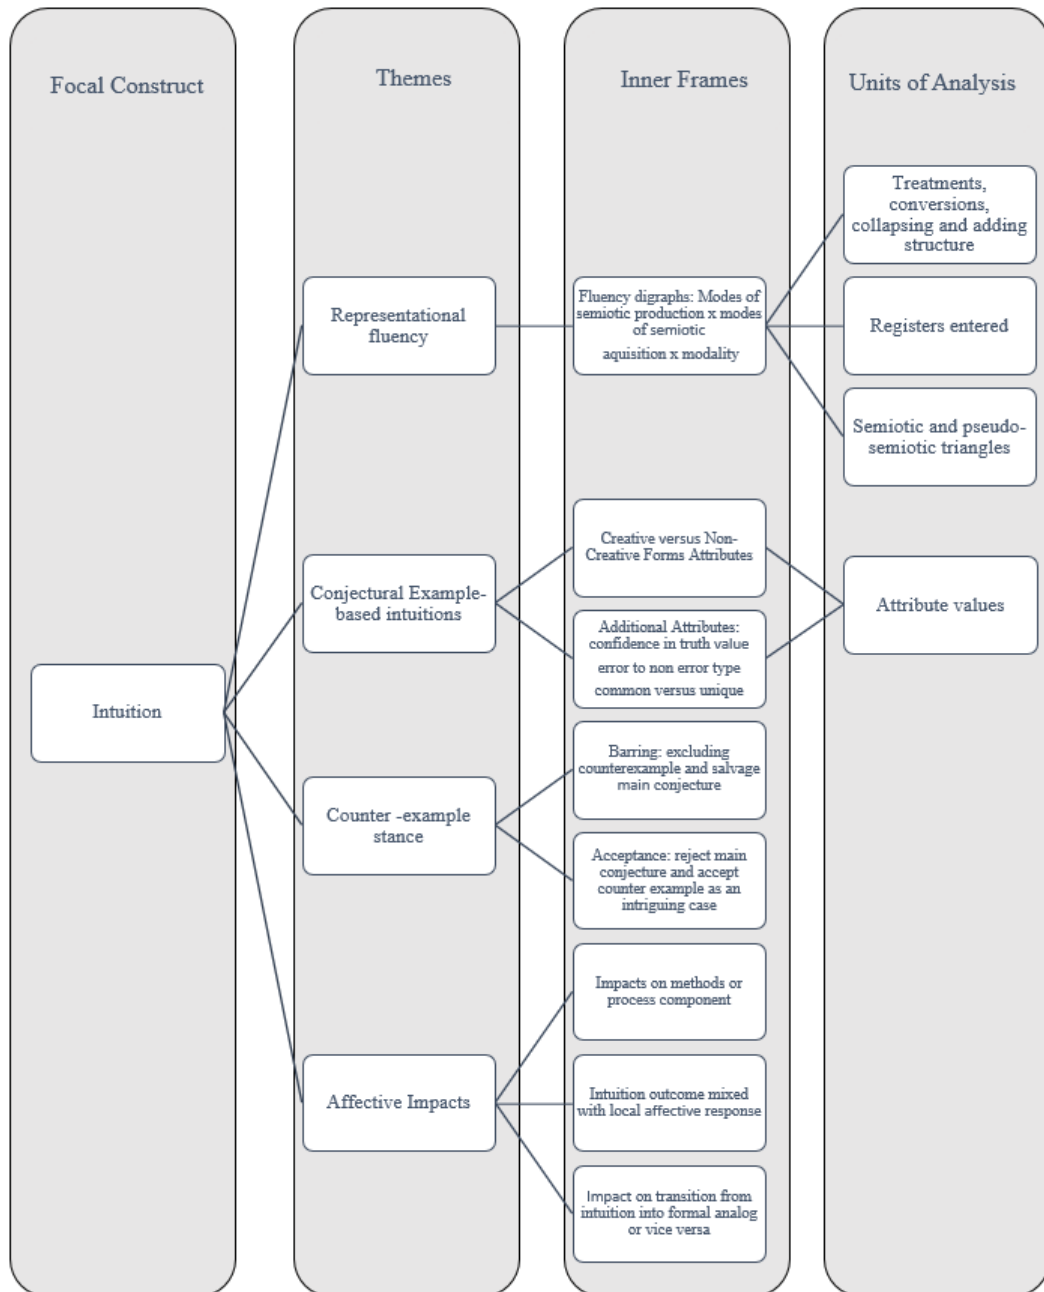 Focal Construct
Themes
Inner Frames
Units of Analysis
Treatments,
conversions,
collapsing and adding
structure
Representational
fluency
Fluency digraphs: Modes of
semiotic production x modes
of semiotic
aquisition x modality
Registers entered
Semiotic and pseudo-
semiotic triangles
Creative versus Non-
Creative Forms Attributes
Conjectural Example-
based intuitions
Attribute values
Additional Attributes:
confidence in truth value
error to non error type
common versus unique
Intuition
Barring: excluding
counterexample and salvage
main conjecture
Counter -example
stance
Acceptance: reject main
conjecture and accept
counter example as an
intriguing case
Impacts on methods or
process component
Affective Impacts
Intuition outcome mixed
with local affective response
Impact on transition from
intuition into formal analog
or vice versa